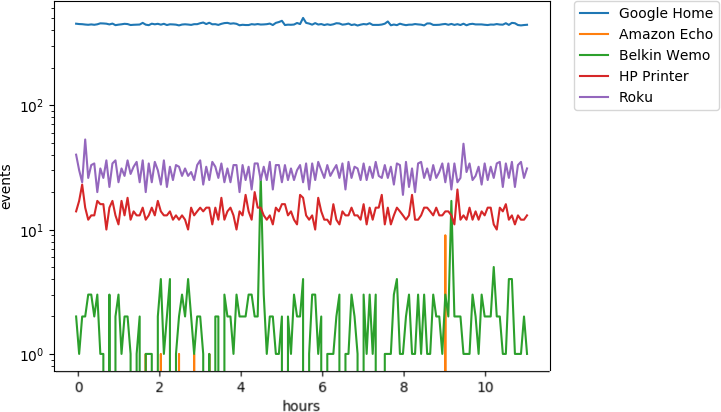 Google Home
Amazon Echo
Belkin Wemo
HP Printer
Roku
10²
10¹
10⁰
events
0 2 4 6 8 10
hours